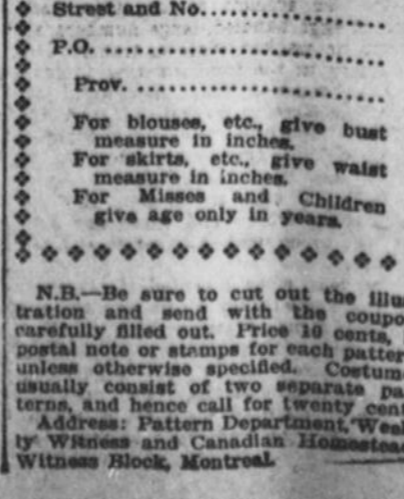 Street and No..............................
P.O. ..............................
Prov. ..............................
For blouses, etc., give bust
measure in inches.
For skirts, etc., give waist
measure in inches.
For Misses and Children
give age only in years.
N.B.—Be sure to cut out the illus
tration and send with the coupo
carefully filled out. Price 10 cents,
postal note or stamps for each patter
unless otherwise specified. Costum
usually consist of two separate pa
terns, and hence call for twenty cent
Address: Pattern Department, Week
ly Witness and Canadian Homestea
Witness Block, Montreal.